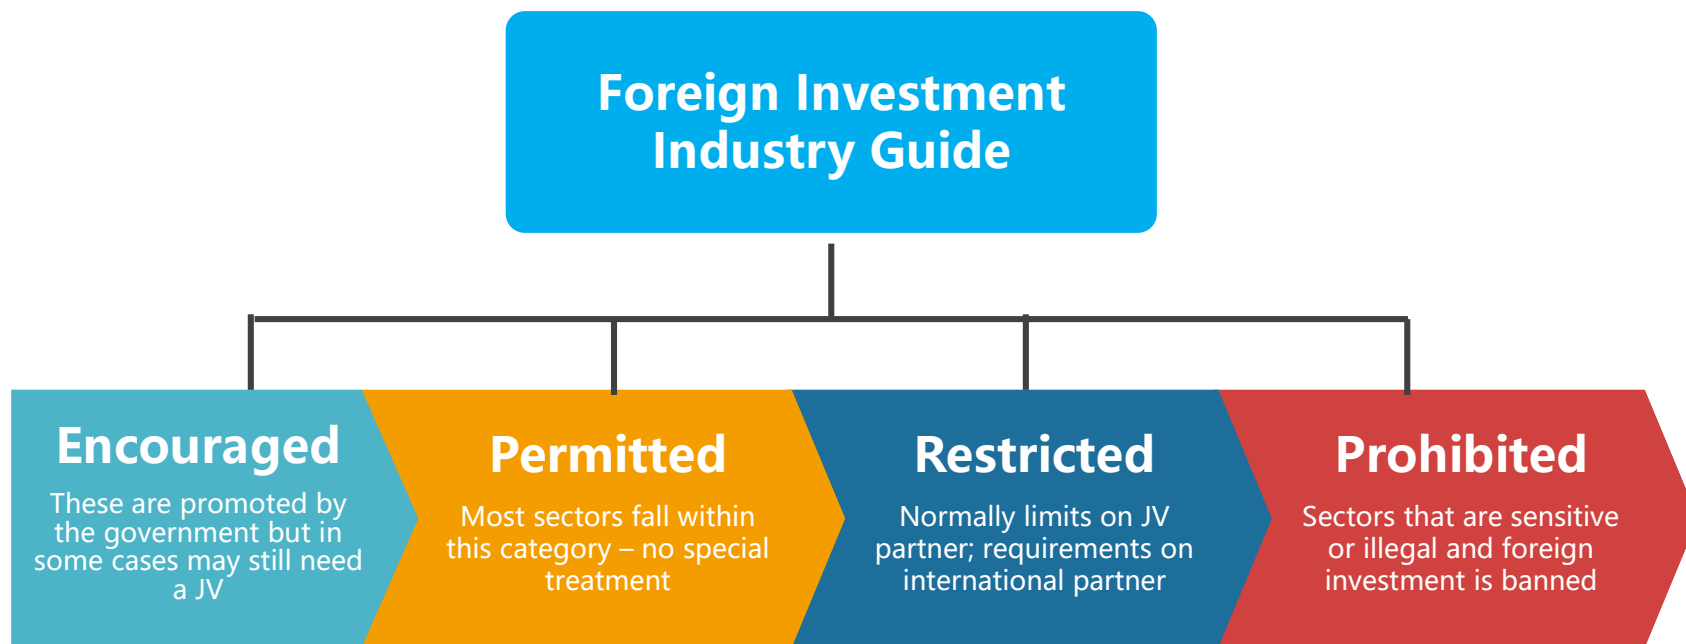 Foreign Investment
Industry Guide
Encouraged
These are promoted by
the government but in
some cases may still need
a JV
Permitted
Most sectors fall within
this category – no special
treatment
Restricted
Normally limits on JV
partner; requirements on
international partner
Prohibited
Sectors that are sensitive
or illegal and foreign
investment is banned